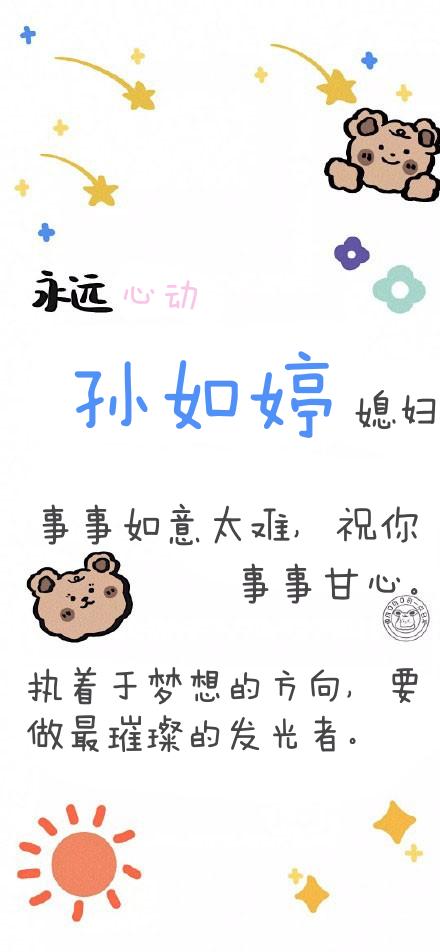 永远 心动
孙如婷 媳妇
事事如意太难, 祝你
事事甘心。
执着于梦想的方向, 要
做最璀璨的发光者。